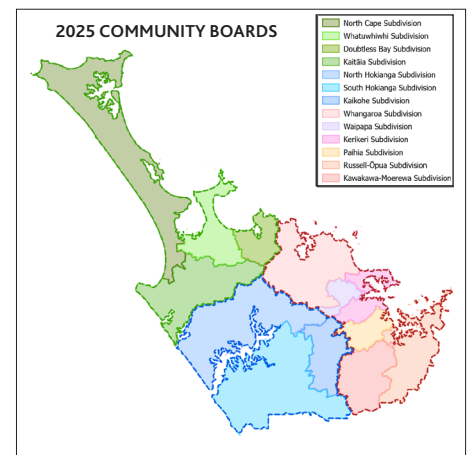 2025 COMMUNITY BOARDS
North Cape Subdivision
Whatuwhiwhi Subdivision
Doubtless Bay Subdivision
Kaitāia Subdivision
North Hokianga Subdivision
South Hokianga Subdivision
Kaikohe Subdivision
Whangaroa Subdivision
Waipapa Subdivision
Kerikeri Subdivision
Paihia Subdivision
Russell-Ōpua Subdivision
Kawakawa-Moerewa Subdivision